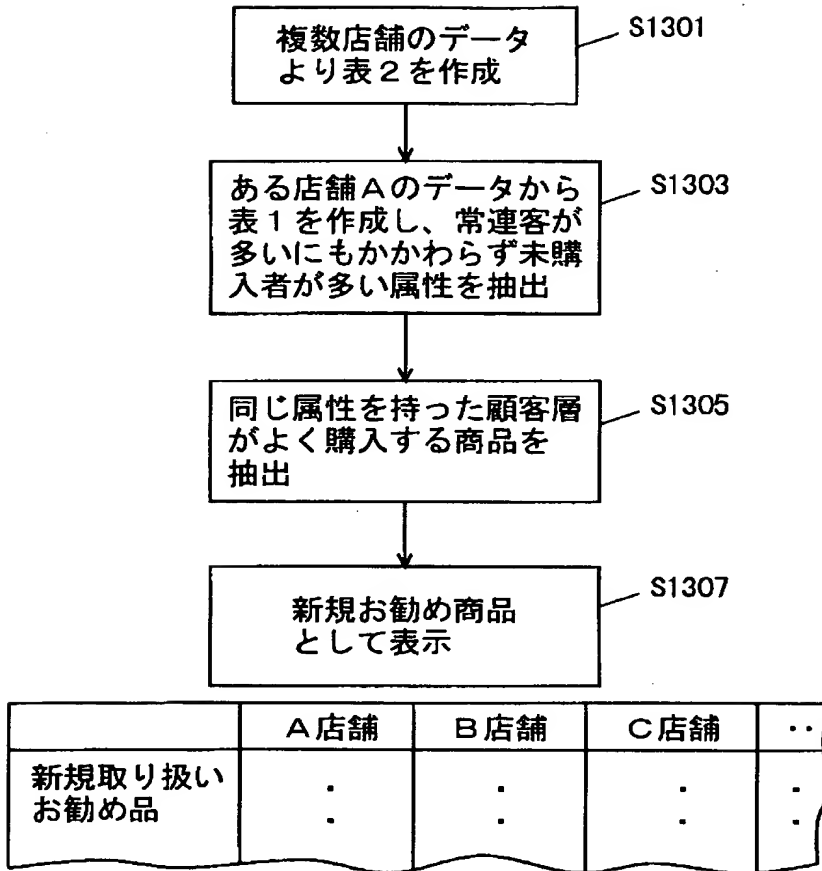 複数店舗のデータ
より表２を作成
S1301
ある店舗Aのデータから
表１を作成し、常連客が
多いにもかかわらず未購
入者が多い属性を抽出
S1303
同じ属性を持った顧客層
がよく購入する商品を
抽出
S1305
新規お勧め商品
として表示
S1307
A店舗 B店舗 C店舗 ‥
新規取り扱い
お勧め品